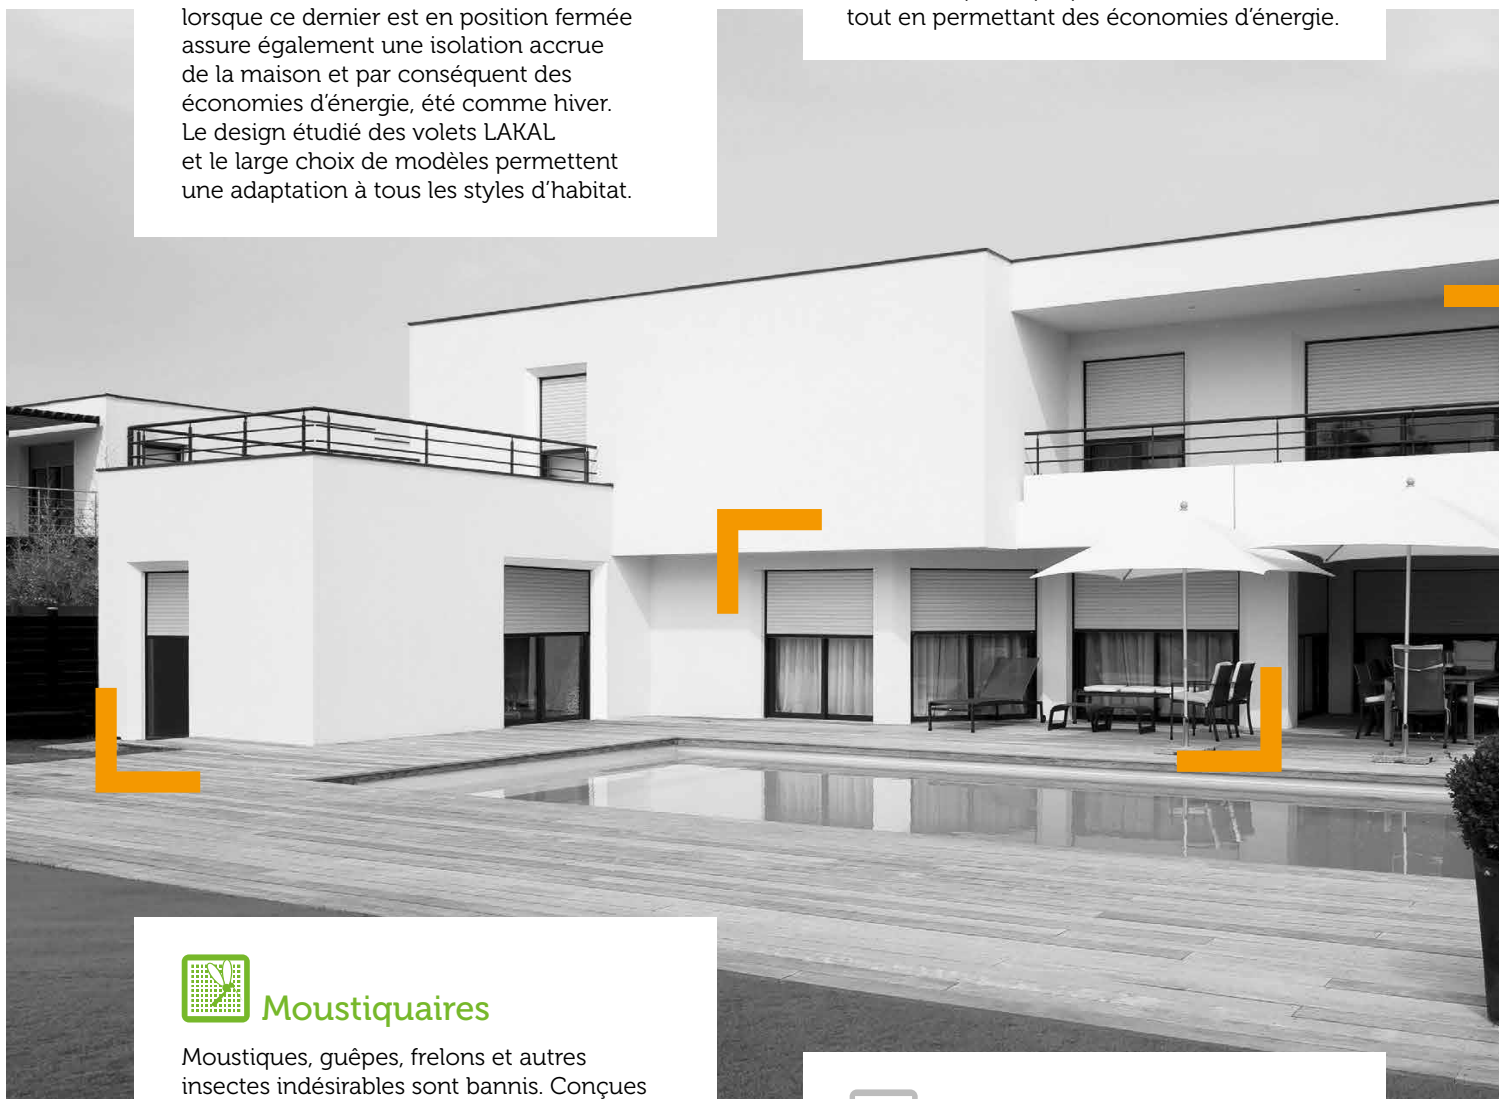 lorsque ce dernier est en position fermée
assure également une isolation accrue
de la maison et par conséquent des
économies d’énergie, été comme hiver.
Le design étudié des volets LAKAL
et le large choix de modèles permettent
une adaptation à tous les styles d’habitat.
tout en permettant des économies d’énergie.
Moustiquaires
Moustiques, guêpes, frelons et autres
insectes indésirables sont bannis. Conçues